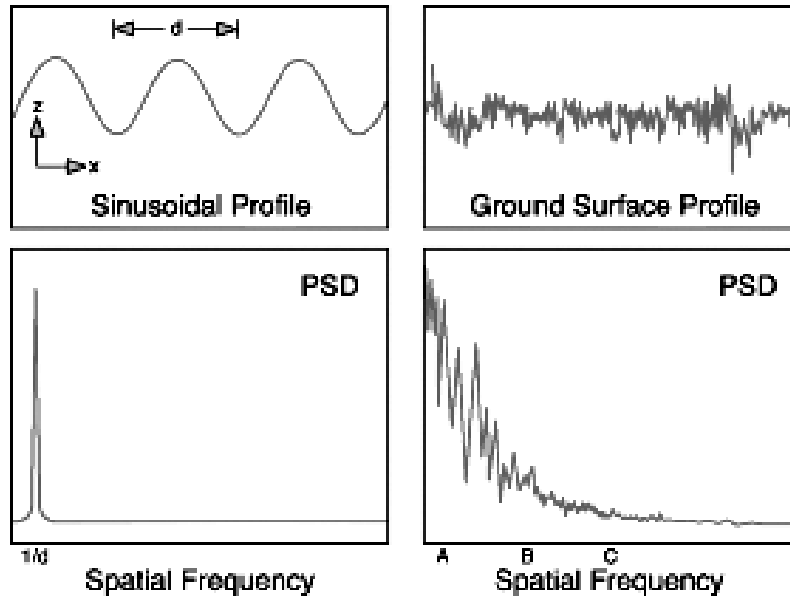 d
z
x
Sinusoidal Profile
Ground Surface Profile
PSD
1/d
Spatial Frequency
PSD
A B C
Spatial Frequency